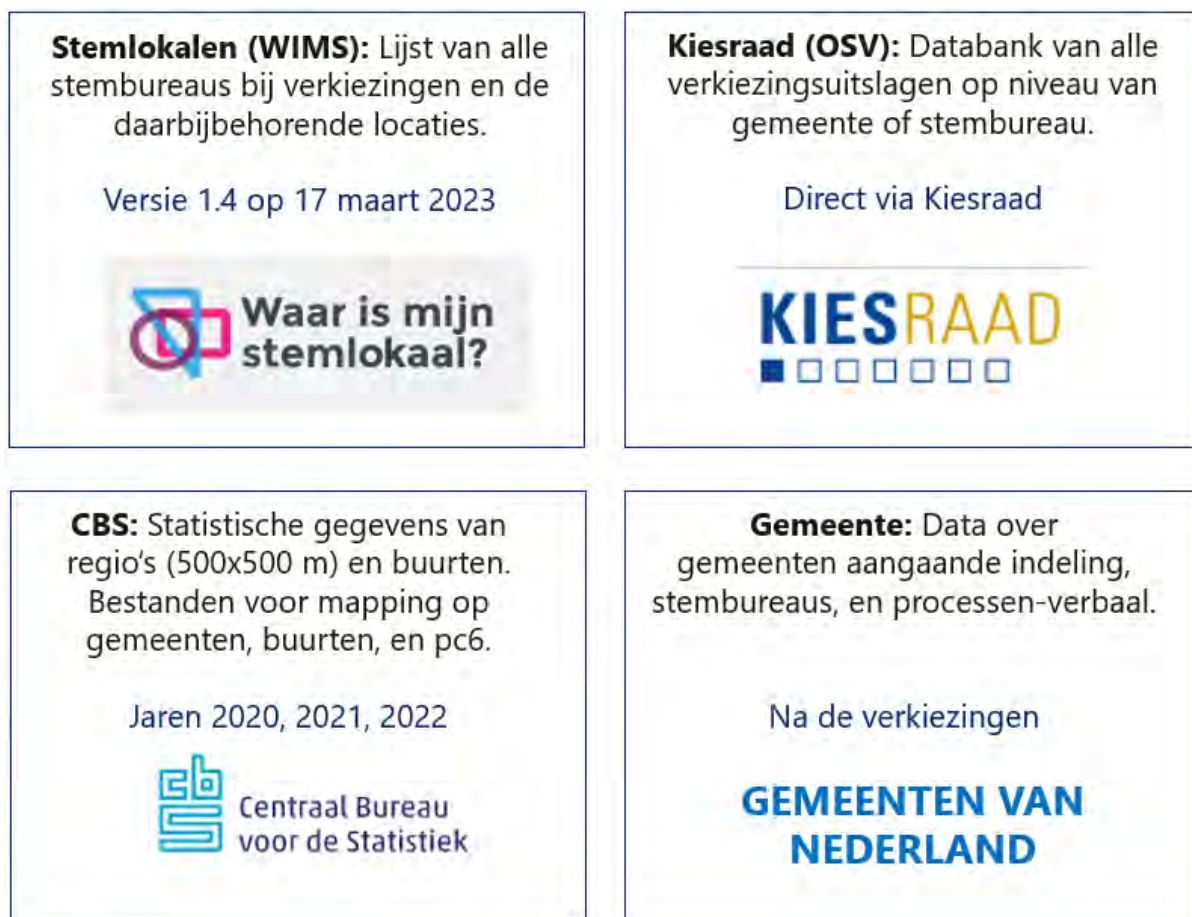 Stemlokalen (WIMS): Lijst van alle
stembureaus bij verkiezingen en de
daarbijbehorende locaties.
Versie 1.4 op 17 maart 2023
Waar is mijn
stemlokaal?
Kiesraad (OSV): Databank van alle
verkiezingsuitslagen op niveau van
gemeente of stembureau.
Direct via Kiesraad
KIESRAAD
CBS: Statistische gegevens van
regio's (500x500 m) en buurten.
Bestanden voor mapping op
gemeenten, buurten, en pc6.
Jaren 2020, 2021, 2022
cbs
Centraal Bureau
voor de Statistiek
Gemeente: Data over
gemeenten aangaande indeling,
stembureaus, en processen-verbaal.
Na de verkiezingen
GEMEENTEN VAN
NEDERLAND